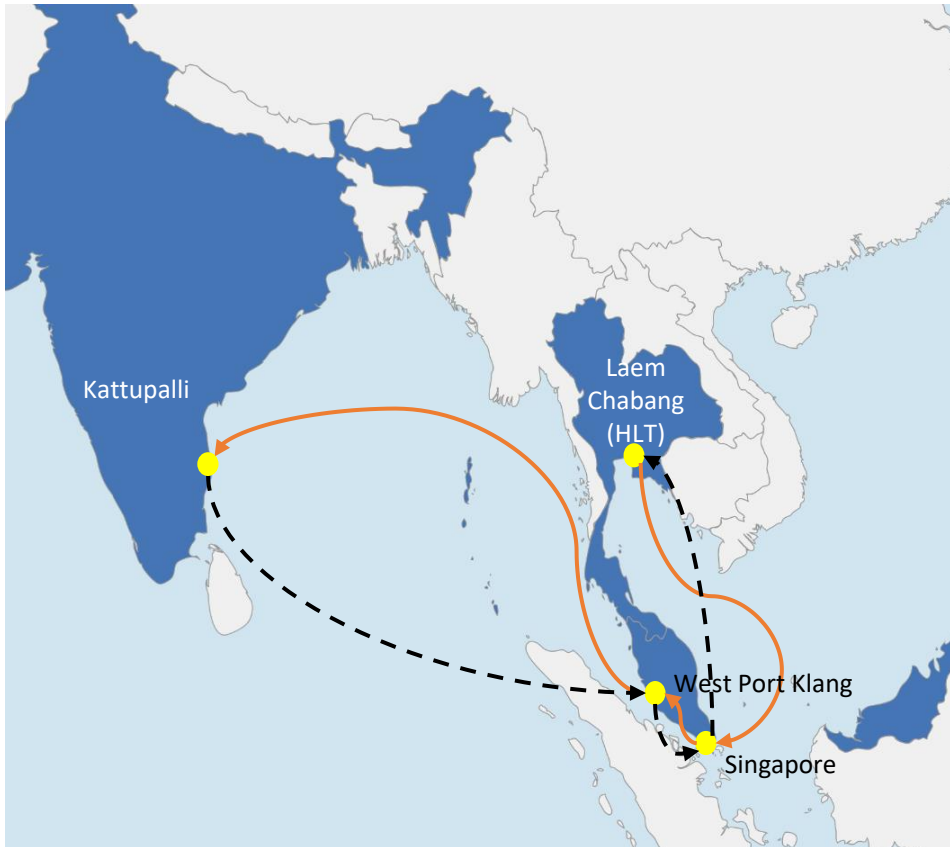 Kattupalli
Laem
Chabang
(HLT)
West Port Klang
Singapore